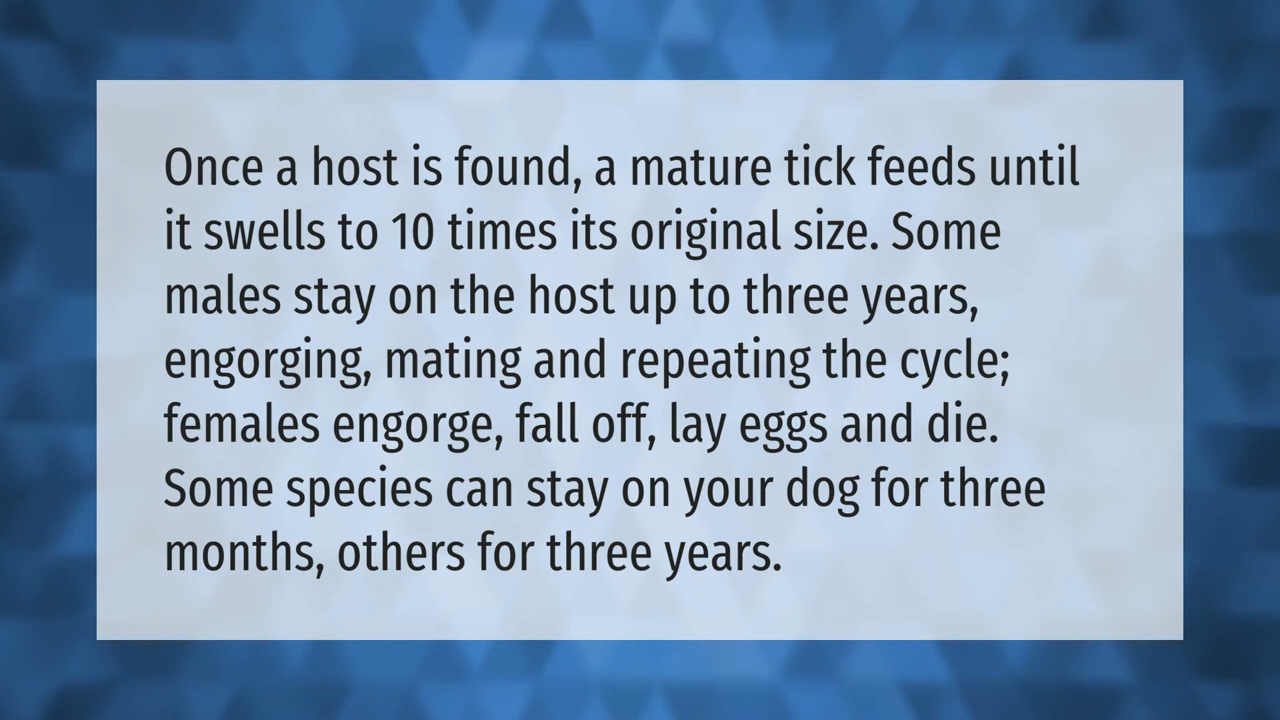 Once a host is found, a mature tick feeds until
it swells to 10 times its original size. Some
males stay on the host up to three years,
engorging, mating and repeating the cycle;
females engorge, fall off, lay eggs and die.
Some species can stay on your dog for three
months, others for three years.